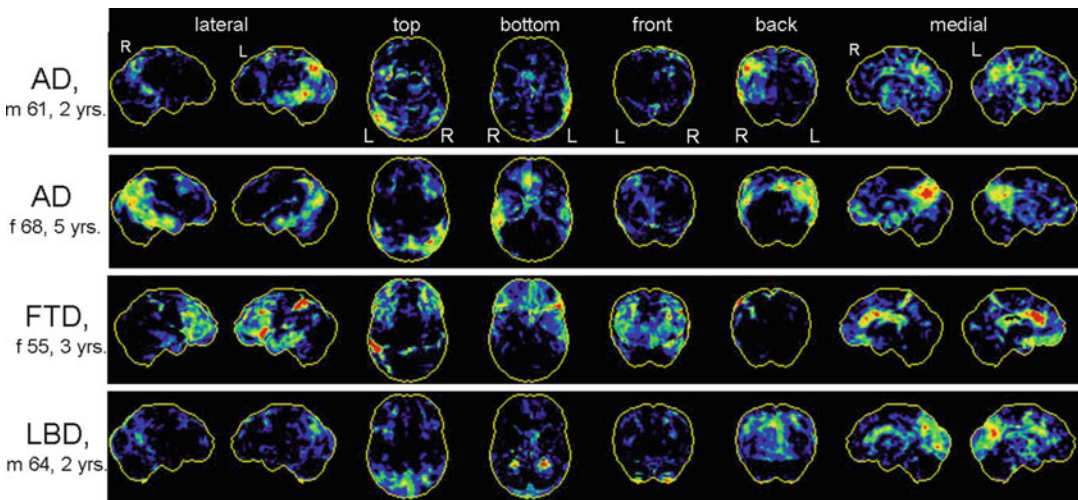 lateral top bottom front back medial
R L R L
AD,
m 61, 2 yrs.
L R R L L R R L
AD
f 68, 5 yrs.
FTD,
f 55, 3 yrs.
LBD,
m 64, 2 yrs.